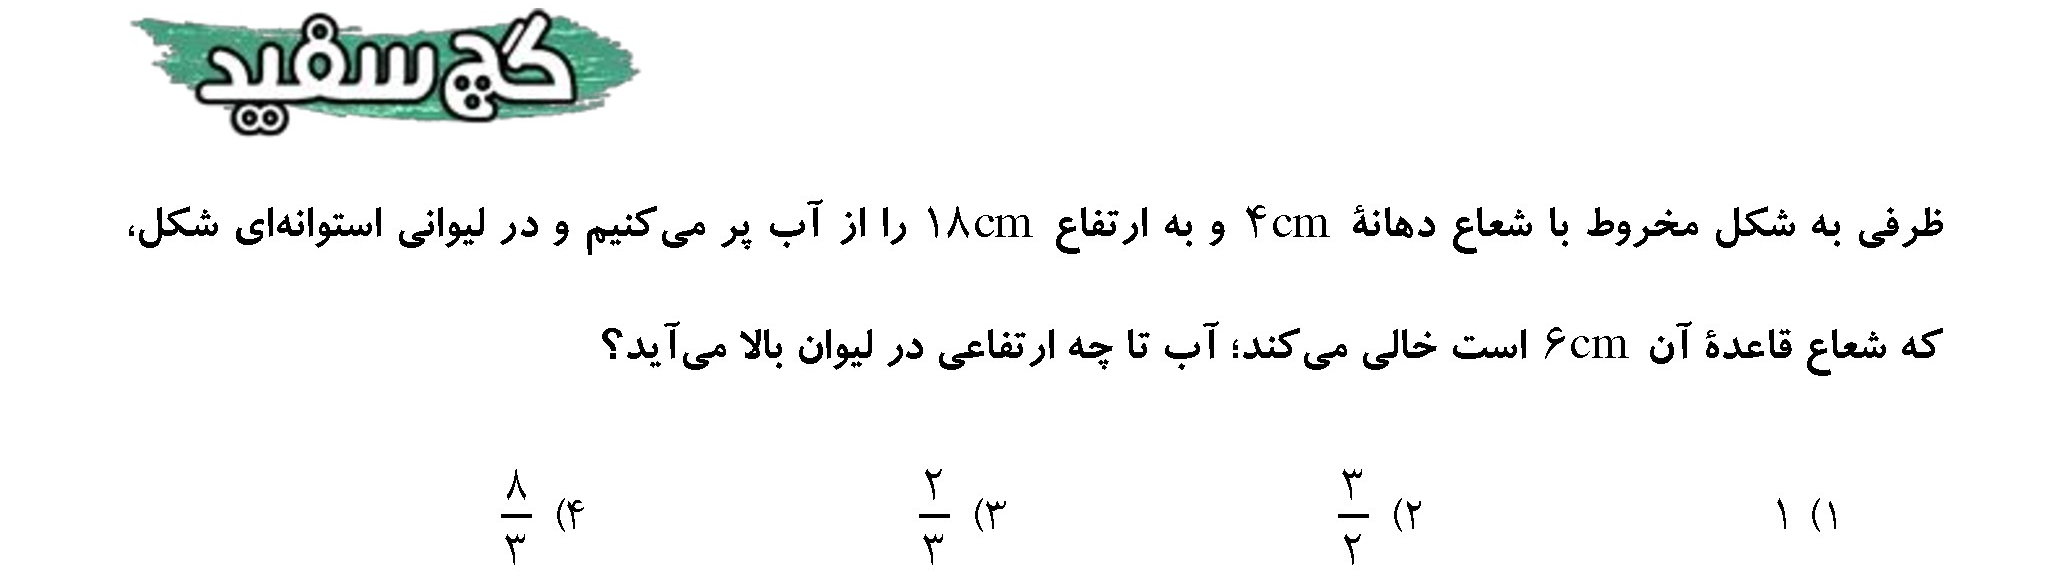 گچ سفید
ظرفی به شکل مخروط با شعاع دهانهٔ ۴cm و به ارتفاع ۱۸cm را از آب پر می‌کنیم و در لیوانی استوانه‌ای شکل،
که شعاع قاعدهٔ آن ۶cm است خالی می‌کند؛ آب تا چه ارتفاعی در لیوان بالا می‌آید؟
۱) ۱ ۲) ۳/۲ ۳) ۲/۳ ۴) ۸/۳